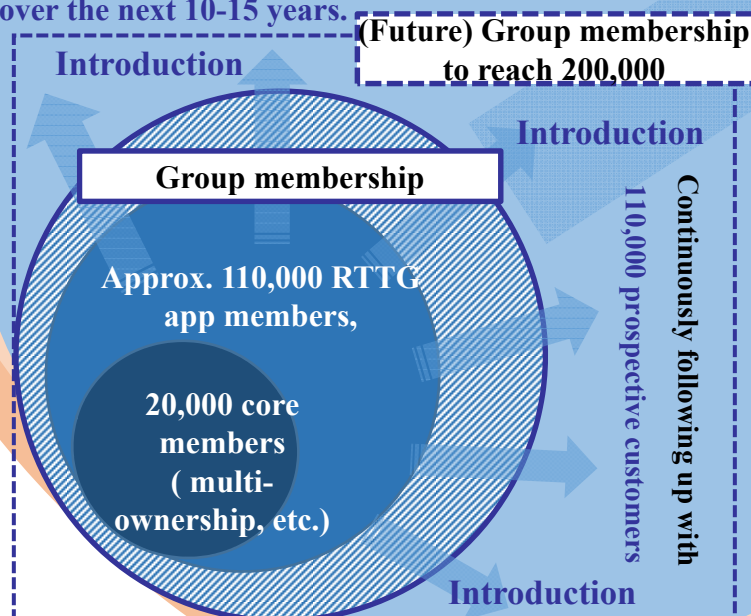 over the next 10-15 years.
(Future) Group membership
to reach 200,000
Introduction
Introduction
Group membership
Approx. 110,000 RTTG
app members,
20,000 core
members
( multi-
ownership, etc.)
Continuously following up with
110,000 prospective customers
Introduction